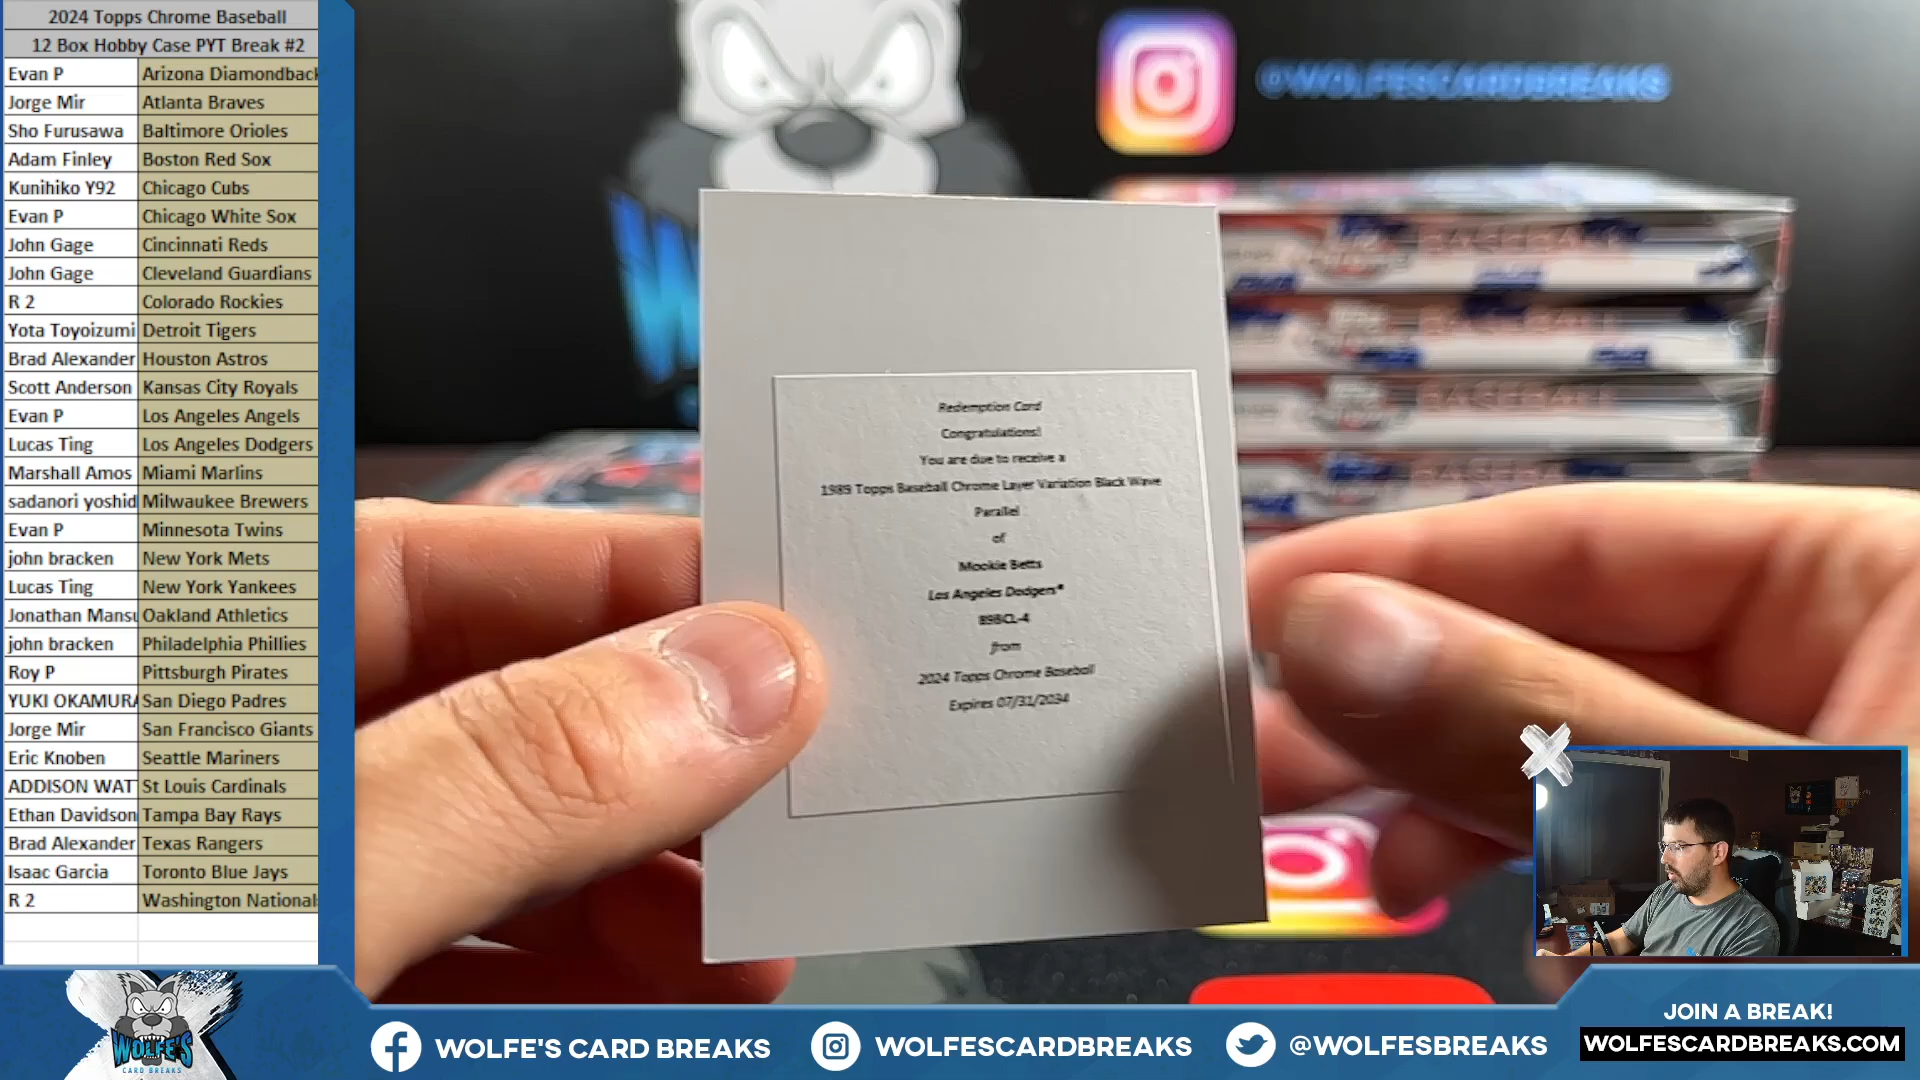 2024 Topps Chrome Baseball
12 Box Hobby Case PYT Break #2
Evan P Arizona Diamondback
Jorge Mir Atlanta Braves
Sho Furusawa Baltimore Orioles
Adam Finley Boston Red Sox
Kunihiko Y92 Chicago Cubs
Evan P Chicago White Sox
John Gage Cincinnati Reds
John Gage Cleveland Guardians
R 2 Colorado Rockies
Yota Toyoizumi Detroit Tigers
Brad Alexander Houston Astros
Scott Anderson Kansas City Royals
Evan P Los Angeles Angels
Lucas Ting Los Angeles Dodgers
Marshall Amos Miami Marlins
sadanori yoshid Milwaukee Brewers
Evan P Minnesota Twins
john bracken New York Mets
Lucas Ting New York Yankees
Jonathan Mansu Oakland Athletics
john bracken Philadelphia Phillies
Roy P Pittsburgh Pirates
YUKI OKAMURA San Diego Padres
Jorge Mir San Francisco Giants
Eric Knoben Seattle Mariners
ADDISON WAT St Louis Cardinals
Ethan Davidson Tampa Bay Rays
Brad Alexander Texas Rangers
Isaac Garcia Toronto Blue Jays
R 2 Washington National
@WOLFESCARDBREAKS
BASEBALL
BASEBALL
BASEBALL
Redemption Card
Congratulations!
You are due to receive a
1989 Topps Baseball Chrome Layer Variation Black Wave
Parallel
of
Mookie Betts
Los Angeles Dodgers*
89BCL-4
from
2024 Topps Chrome Baseball
Expires 07/31/2034
WOLFE'S
CARD BREAKS
WOLFE'S CARD BREAKS
WOLFESCARDBREAKS
@WOLFESBREAKS
JOIN A BREAK!
WOLFESCARDBREAKS.COM